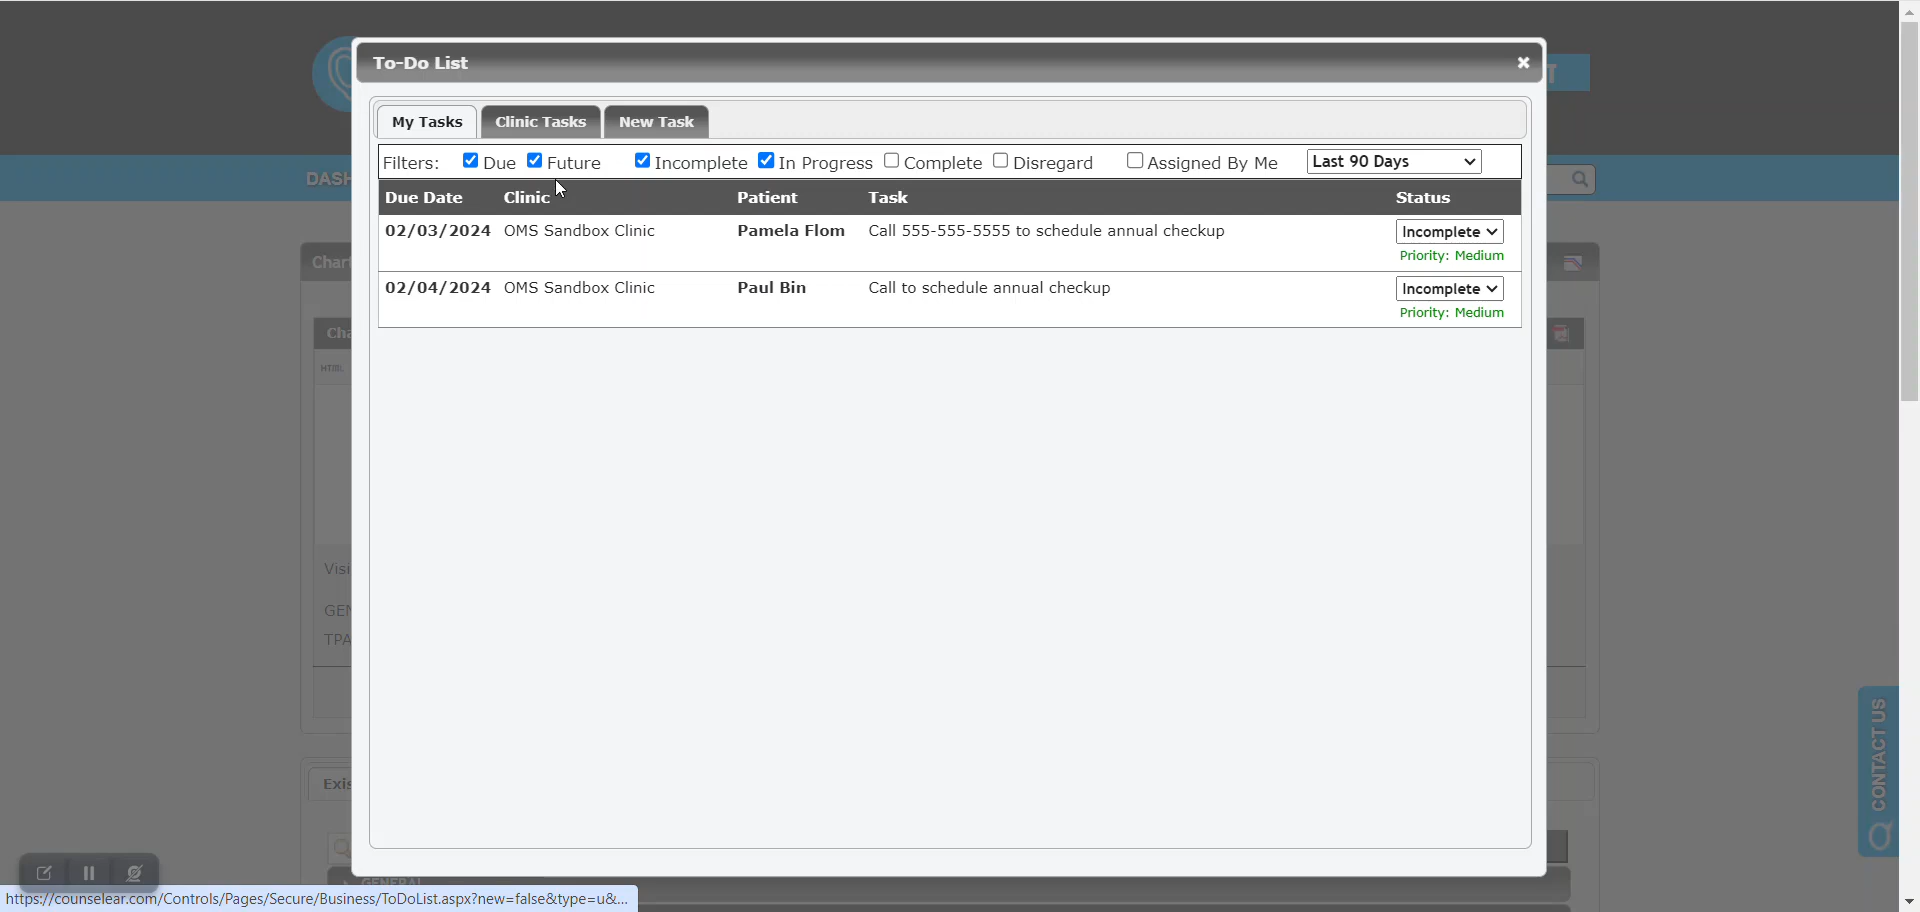 To-Do List
T
My Tasks Clinic Tasks New Task
Filters: Due Future Incomplete In Progress Complete Disregard Assigned By Me Last 90 Days
DASH
Due Date Clinic Patient Task Status
02/03/2024 OMS Sandbox Clinic Pamela Flom Call 555-555-5555 to schedule annual checkup Incomplete
Priority: Medium
Chart
02/04/2024 OMS Sandbox Clinic Paul Bin Call to schedule annual checkup Incomplete
Priority: Medium
Cha
HTML
Visi
GEN
TPA
CONTACT US
Exis
GENERAL
https://counselear.com/Controls/Pages/Secure/Business/ToDoList.aspx?new=false&type=u&...